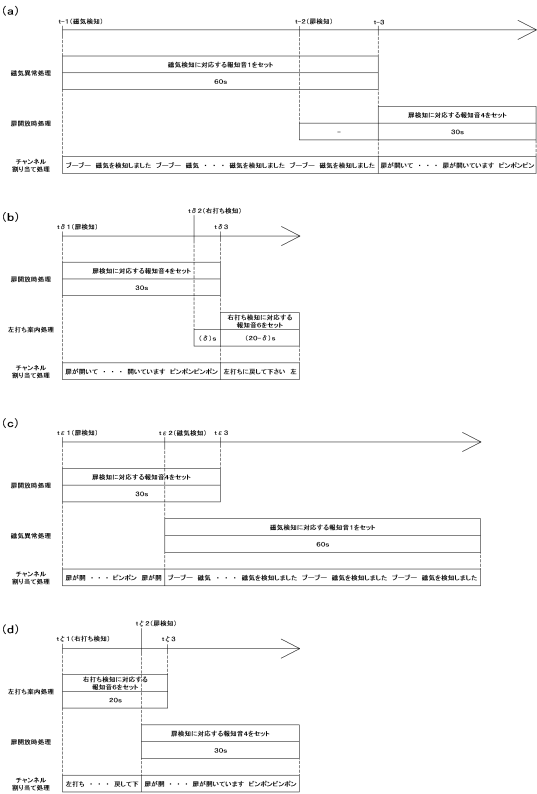 (a)
t-1(磁気検知)
t-2(扉検知)
t-3
磁気異常処理
磁気検知に対応する報知音1をセット
60s
扉開放時処理
扉検知に対応する報知音4をセット
-
30s
チャンネル
割り当て処理
ブーブー 磁気を検知しました ブーブー 磁気 ・・・ 磁気を検知しました ブーブー 磁気を検知しました
扉が開いて ・・・ 扉が開いています ピンポンピン
(b)
tδ2(右打ち検知)
tδ1(扉検知)
tδ3
扉開放時処理
扉検知に対応する報知音4をセット
30s
左打ち案内処理
右打ち検に対応する
報知音6をセット
(δ)s
(20-δ)s
チャンネル
割り当て処理
扉が開いて ・・・ 開いています ピンポンピンポン
左打ちに戻して下さい 左
(c)
tε1(扉検知)
tε2(磁気検知)
tε3
扉開放時処理
扉検知に対応する報知音4をセット
30s
磁気異常処理
磁気検知に対応する報知音1をセット
60s
チャンネル
割り当て処理
扉が開 ・・・ ピンポン 扉が開
ブーブー 磁気 ・・・ 磁気を検知しました ブーブー 磁気を検知しました ブーブー 磁気を検知しました
(d)
tζ2(扉検知)
tζ1(右打ち検知)
tζ3
左打ち案内処理
右打ち検知に対応する
報知音6をセット
20s
扉開放時処理
扉検知に対応する報知音4をセット
30s
チャンネル
割り当て処理
左打ち ・・・ 戻して下
扉が開 ・・・ 扉が開いています ピンポンピンポン